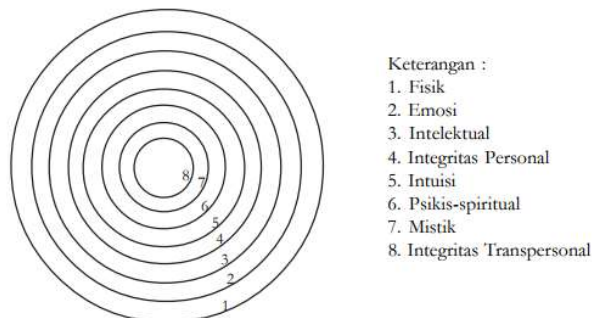 Keterangan :
1. Fisik
2. Emosi
3. Intelektual
4. Integritas Personal
5. Intuisi
6. Psikis-spiritual
7. Mistik
8. Integritas Transpersonal
8
7
6
5
4
3
2
1